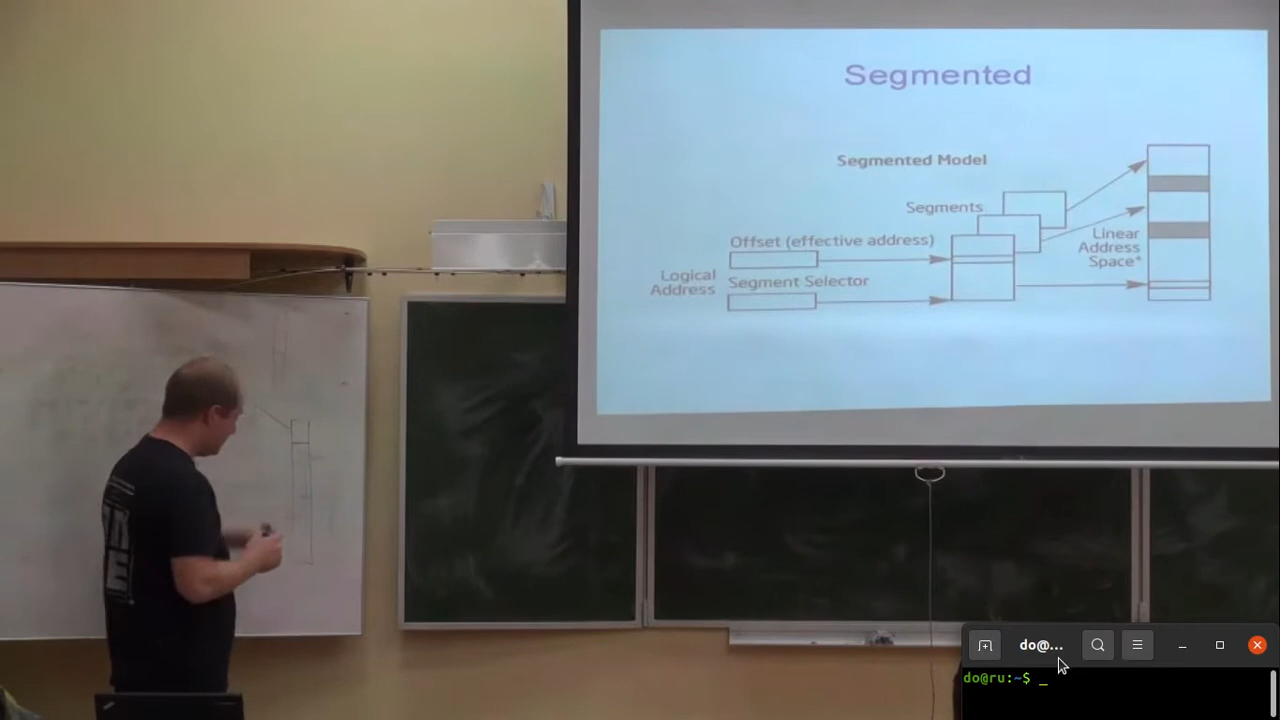 Segmented
Segmented Model
Segments
Offset (effective address)
Linear
Address
Space*
Logical
Address
Segment Selector
do@...
do@ru:~$ _